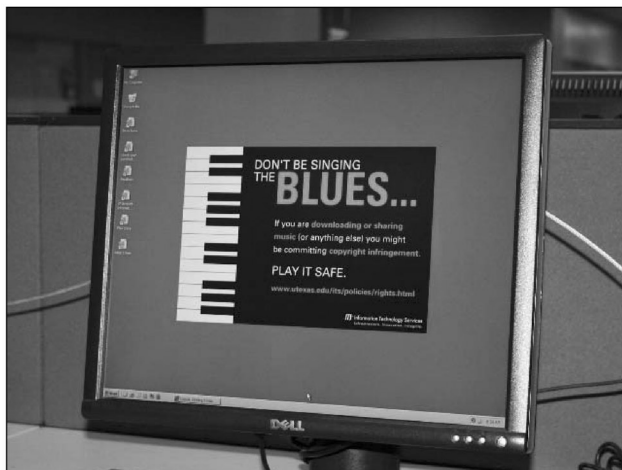 DON'T BE SINGING
THE BLUES...
If you are downloading or sharing
music (or anything else) you might
be committing copyright infringement.
PLAY IT SAFE.
www.utexas.edu/its/policies/rights.html
Information Technology Services
DELL